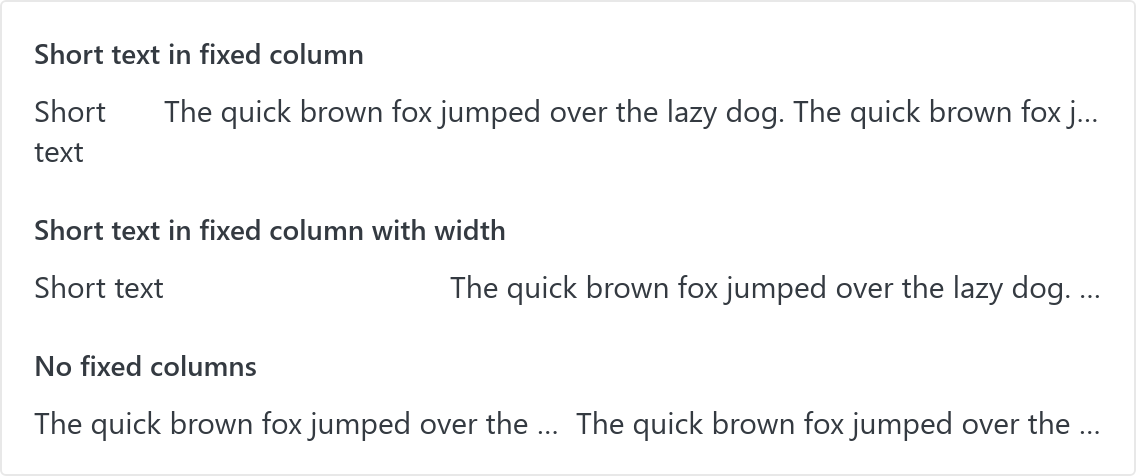 Short text in fixed column
Short The quick brown fox jumped over the lazy dog. The quick brown fox j...
text
Short text in fixed column with width
Short text The quick brown fox jumped over the lazy dog. ...
No fixed columns
The quick brown fox jumped over the ... The quick brown fox jumped over the ...